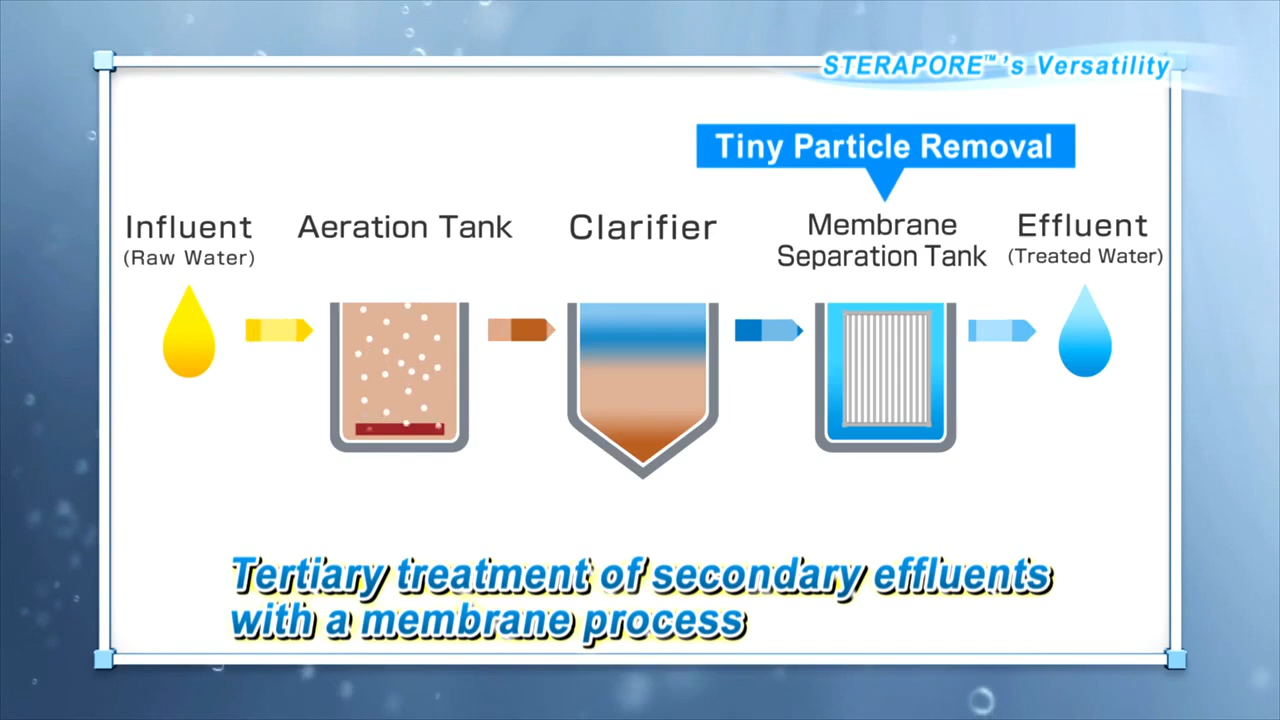 STERAPORE™'s Versatility
Tiny Particle Removal
Influent
(Raw Water)
Aeration Tank
Clarifier
Membrane
Separation Tank
Effluent
(Treated Water)
Tertiary treatment of secondary effluents
with a membrane process